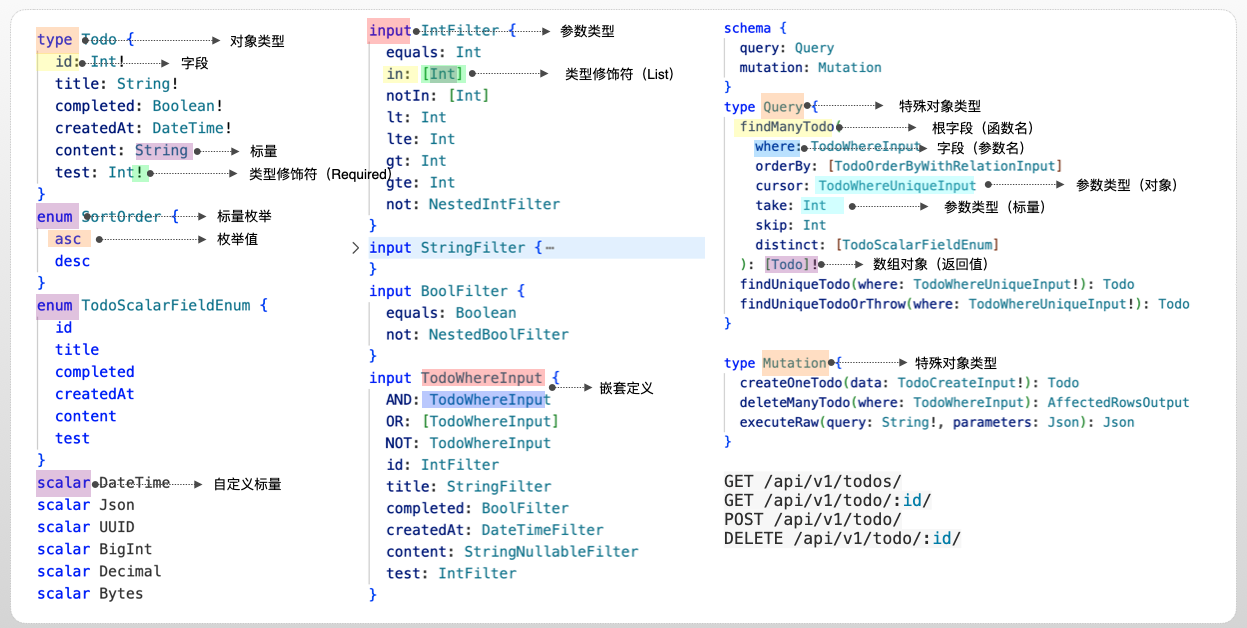 type Todo { 对象类型
id: Int! 字段
title: String!
completed: Boolean!
createdAt: DateTime!
content: String 标量
test: Int! 类型修饰符（Required）
}
enum SortOrder { 标量枚举
asc 枚举值
desc
}
enum TodoScalarFieldEnum {
id
title
completed
createdAt
content
test
}
scalar DateTime 自定义标量
scalar Json
scalar UUID
scalar BigInt
scalar Decimal
scalar Bytes
input IntFilter { 参数类型
equals: Int
in: [Int] 类型修饰符（List）
notIn: [Int]
lt: Int
lte: Int
gt: Int
gte: Int
not: NestedIntFilter
}
input StringFilter {⋯
}
input BoolFilter {
equals: Boolean
not: NestedBoolFilter
}
input TodoWhereInput {
AND: TodoWhereInput 嵌套定义
OR: [TodoWhereInput]
NOT: TodoWhereInput
id: IntFilter
title: StringFilter
completed: BoolFilter
createdAt: DateTimeFilter
content: StringNullableFilter
test: IntFilter
}
schema {
query: Query
mutation: Mutation
}
type Query { 特殊对象类型
findManyTodo( 根字段（函数名）
where: TodoWhereInput 字段（参数名）
orderBy: [TodoOrderByWithRelationInput]
cursor: TodoWhereUniqueInput 参数类型（对象）
take: Int 参数类型（标量）
skip: Int
distinct: [TodoScalarFieldEnum]
): [Todo]! 数组对象（返回值）
findUniqueTodo(where: TodoWhereUniqueInput!): Todo
findUniqueTodoOrThrow(where: TodoWhereUniqueInput!): Todo
}
type Mutation { 特殊对象类型
createOneTodo(data: TodoCreateInput!): Todo
deleteManyTodo(where: TodoWhereInput): AffectedRowsOutput
executeRaw(query: String!, parameters: Json): Json
}
GET /api/v1/todos/
GET /api/v1/todo/:id/
POST /api/v1/todo/
DELETE /api/v1/todo/:id/